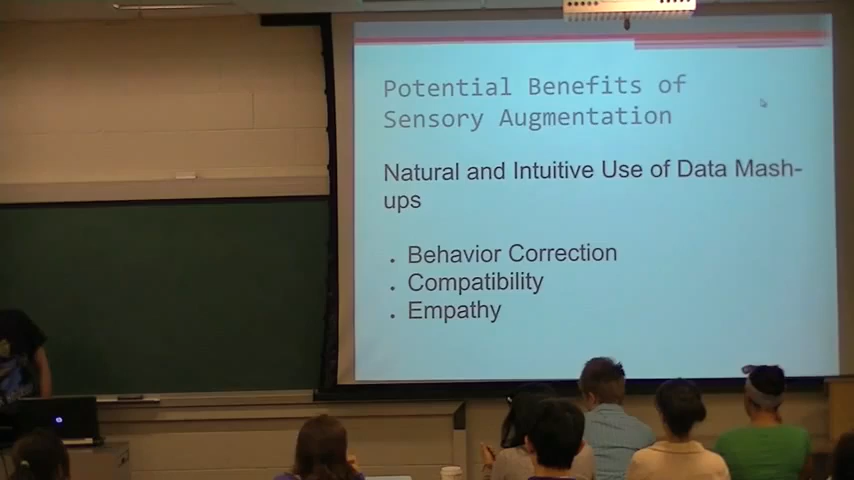 Potential Benefits of
Sensory Augmentation
Natural and Intuitive Use of Data Mash-
ups
. Behavior Correction
. Compatibility
. Empathy